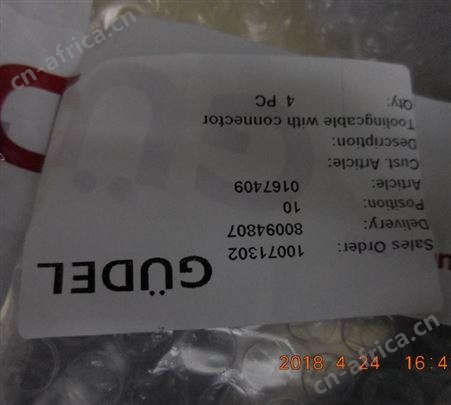 GÜDEL
Sales Order: 10071302
Delivery: 80094807
Position: 10
Article: 0167409
Cust. Article:
Description:
Toolingcable with connector
Qty: 4 PC
2018 4 24 16:4
cn-africa.cn
cn-africa.cn